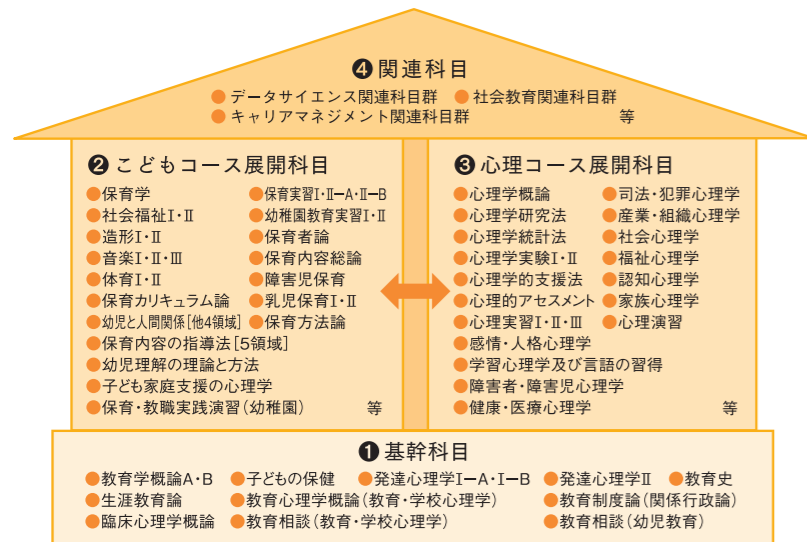 ❹ 関連科目
●データサイエンス関連科目群 ●社会教育関連科目群
●キャリアマネジメント関連科目群 等
❷ こどもコース展開科目
●保育学 ●保育実習Ⅰ・Ⅱ−A・Ⅱ−B
●社会福祉Ⅰ・Ⅱ ●幼稚園教育実習Ⅰ・Ⅱ
●造形Ⅰ・Ⅱ ●保育者論
●音楽Ⅰ・Ⅱ・Ⅲ ●保育内容総論
●体育Ⅰ・Ⅱ ●障害児保育
●保育カリキュラム論 ●乳児保育Ⅰ・Ⅱ
●幼児と人間関係[他4領域] ●保育方法論
●保育内容の指導法[5領域]
●幼児理解の理論と方法
●子ども家庭支援の心理学
●保育・教職実践演習(幼稚園) 等
❸ 心理コース展開科目
●心理学概論 ●司法・犯罪心理学
●心理学研究法 ●産業・組織心理学
●心理学統計法 ●社会心理学
●心理学実験Ⅰ・Ⅱ ●福祉心理学
●心理学的支援法 ●認知心理学
●心理的アセスメント ●家族心理学
●心理実習Ⅰ・Ⅱ・Ⅲ ●心理演習
●感情・人格心理学
●学習心理学及び言語の習得
●障害者・障害児心理学
●健康・医療心理学 等
❶ 基幹科目
●教育学概論A・B ●子どもの保健 ●発達心理学Ⅰ−A・Ⅰ−B ●発達心理学Ⅱ ●教育史
●生涯教育論 ●教育心理学概論(教育・学校心理学) ●教育制度論(関係行政論)
●臨床心理学概論 ●教育相談(教育・学校心理学) ●教育相談(幼児教育)